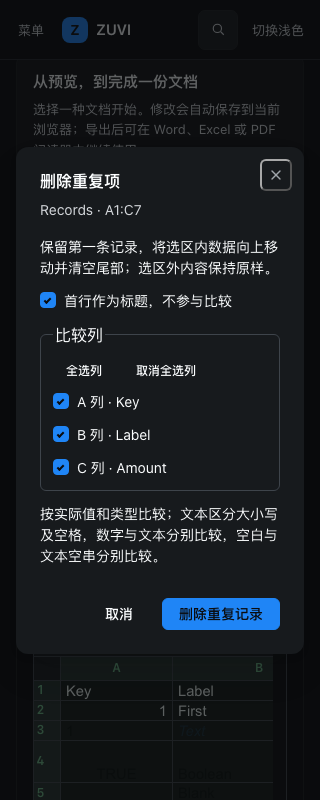 菜单
Z
ZUVI
切换浅色
从预览，到完成一份文档
选择一种文档开始。修改会自动保存到当前
浏览器；导出后可在 Word、Excel 或 PDF
删除重复项
Records · A1:C7
保留第一条记录，将选区内数据向上移
动并清空尾部；选区外内容保持原样。
首行作为标题，不参与比较
比较列
全选列 取消全选列
A 列 · Key
B 列 · Label
C 列 · Amount
按实际值和类型比较；文本区分大小写
及空格，数字与文本分别比较，空白与
文本空串分别比较。
取消 删除重复记录
A B
1 Key Label
2 1 First
3
4
5